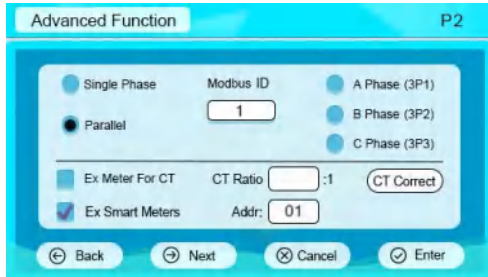 Advanced Function P2
Single Phase Modbus ID A Phase (3P1)
1 B Phase (3P2)
Parallel
C Phase (3P3)
Ex Meter For CT CT Ratio :1 CT Correct
Ex Smart Meters Addr: 01
Back Next Cancel Enter